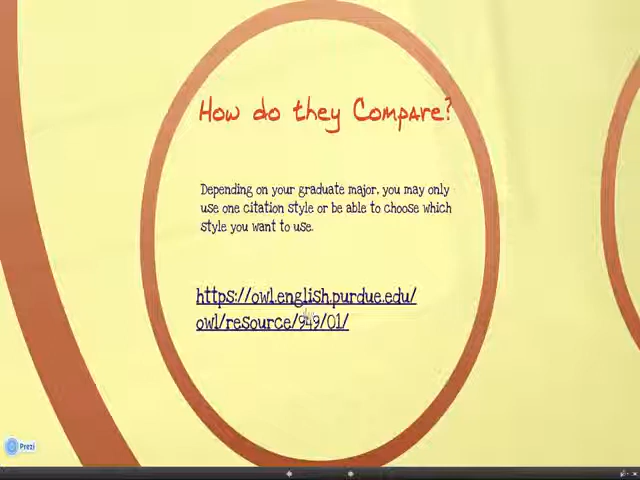 How do they Compare?
Depending on your graduate major, you may only
use one citation style or be able to choose which
style you want to use.
https://owl.english.purdue.edu/
owl/resource/949/01/
Prezi